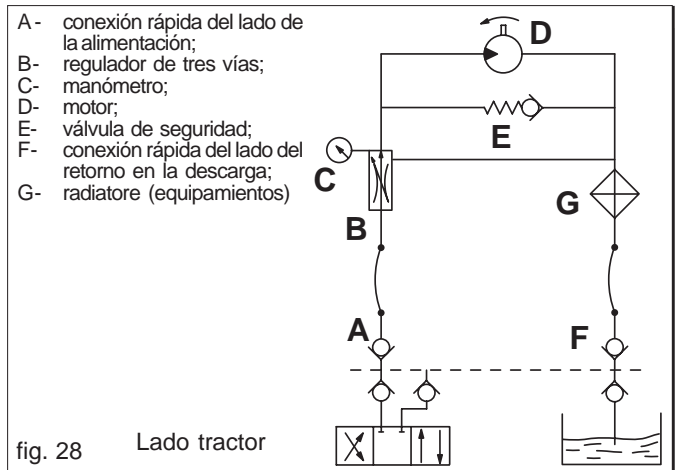 A- conexión rápida del lado de
la alimentación;
B- regulador de tres vías;
C- manómetro;
D- motor;
E- válvula de seguridad;
F- conexión rápida del lado del
retorno en la descarga;
G- radiatore (equipamientos)
D
E
C
G
B
A
F
fig. 28 Lado tractor